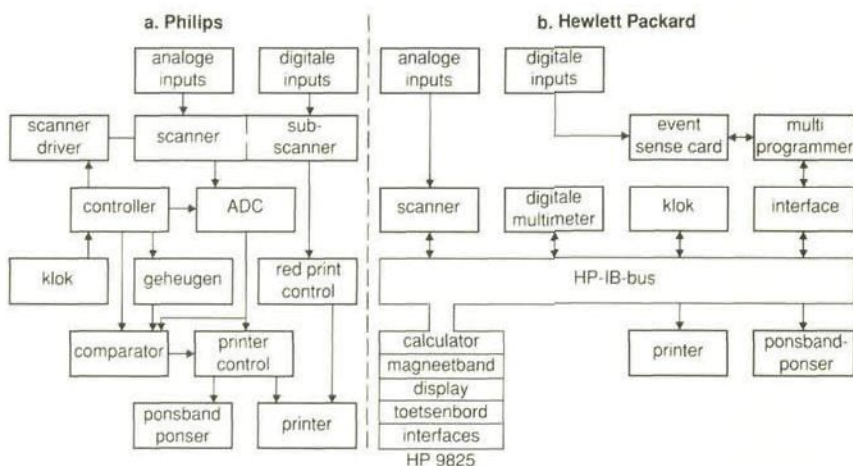 a. Philips
analoge
inputs
digitale
inputs
scanner
driver
scanner
sub-
scanner
controller
ADC
klok
geheugen
red print
control
comparator
printer
control
ponsband
ponser
printer
b. Hewlett Packard
analoge
inputs
digitale
inputs
event
sense card
multi
programmer
scanner
digitale
multimeter
klok
interface
HP-IB-bus
calculator
magneetband
display
toetsenbord
interfaces
HP 9825
printer
ponsband-
ponser